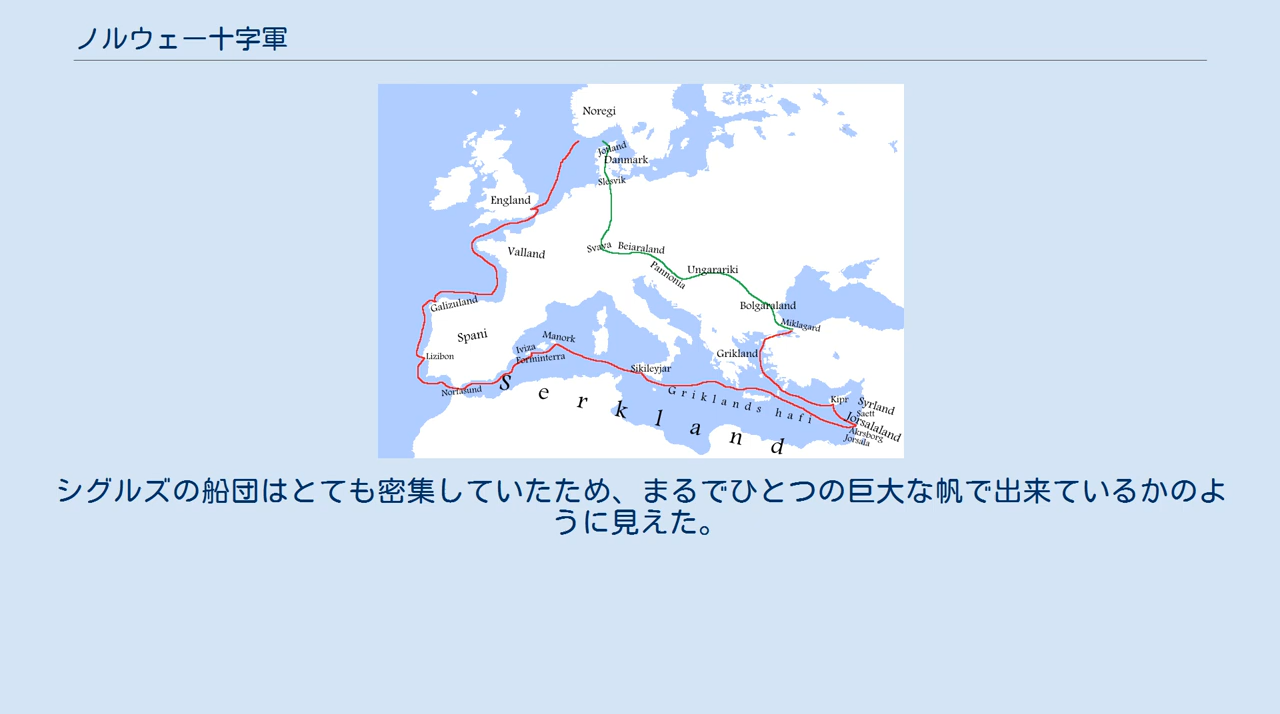 ノルウェー十字軍
Noregi
Jotland
Danmark
Slesvik
England
Valland
Svava
Beiaraland
Pannonia
Ungarariki
Galizuland
Bolgaraland
Miklagard
Spani
Manork
Iviza
Forminterra
Lizibon
Grikland
Sikileyjar
Norfasund
Serkland
Griklands hafi
Kipr
Syrland
Saett
Jorsalaland
Akrsborg
Jorsala
シグルズの船団はとても密集していたため、まるでひとつの巨大な帆で出来ているかのよ
うに見えた。